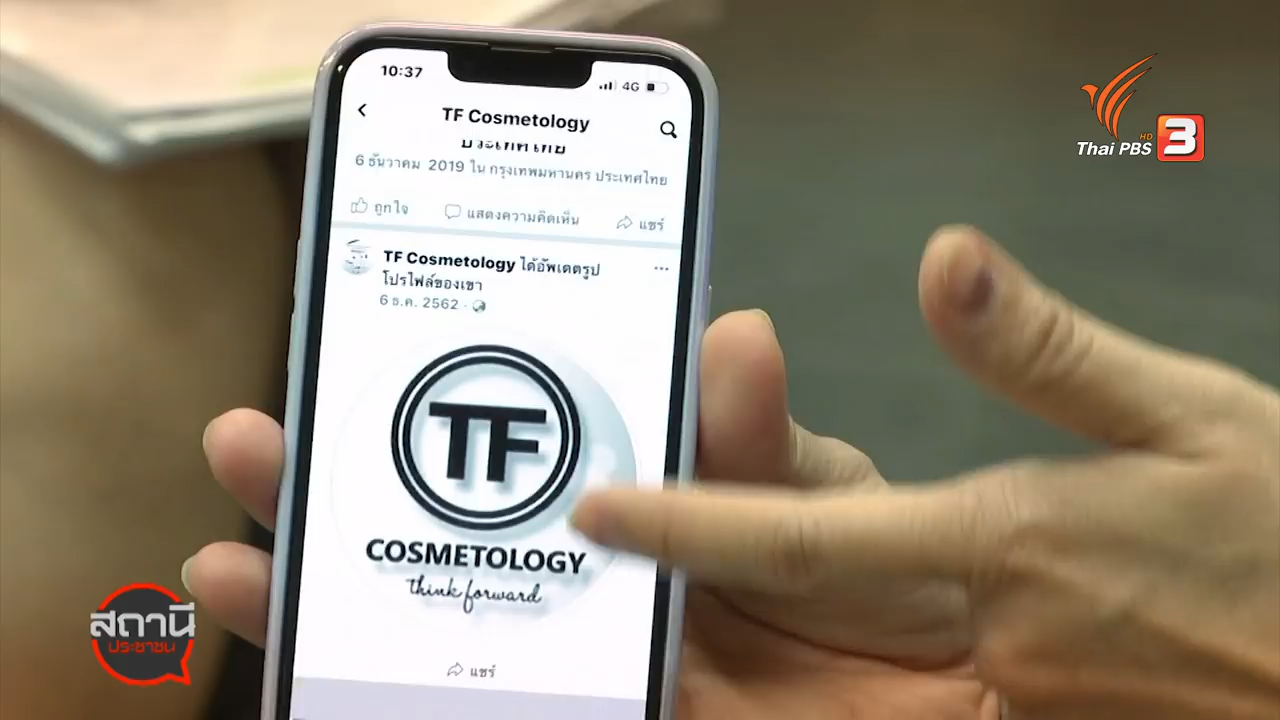 10:37
4G
TF Cosmetology
6 ธันวาคม 2019 ใน กรุงเทพมหานคร ประเทศไทย
ถูกใจ
แสดงความคิดเห็น
แชร์
TF Cosmetology ได้อัพเดตรูป
โปรไฟล์ของเขา
6 ธ.ค. 2562
TF
COSMETOLOGY
think forward
แชร์
HD
Thai PBS 3
สถานี
ประชาชน